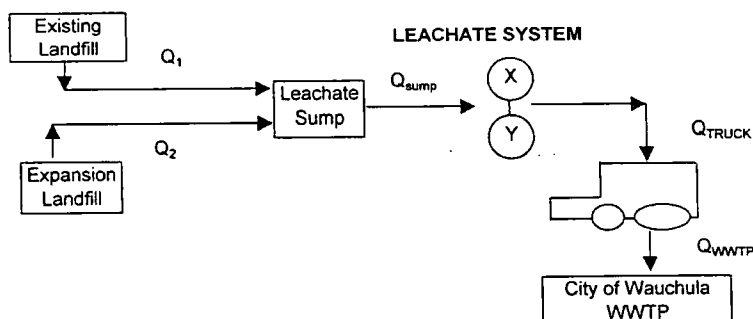 Existing
Landfill
Q1
LEACHATE SYSTEM
Leachate
Sump
Qsump
X
Y
Q2
Expansion
Landfill
QTRUCK
QWWTP
City of Wauchula
WWTP